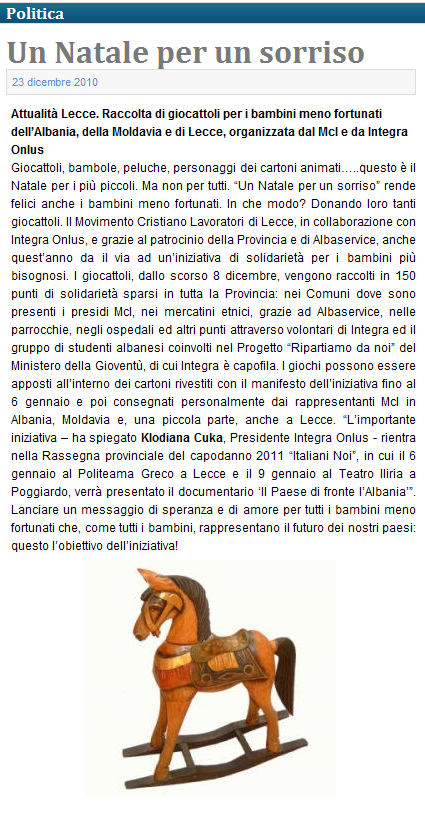 Politica
Un Natale per un sorriso
23 dicembre 2010
Attualità Lecce. Raccolta di giocattoli per i bambini meno fortunati
dell’Albania, della Moldavia e di Lecce, organizzata dal Mcl e da Integra
Onlus
Giocattoli, bambole, peluche, personaggi dei cartoni animati…..questo è il
Natale per i più piccoli. Ma non per tutti. “Un Natale per un sorriso” rende
felici anche i bambini meno fortunati. In che modo? Donando loro tanti
giocattoli. Il Movimento Cristiano Lavoratori di Lecce, in collaborazione con
Integra Onlus, e grazie al patrocinio della Provincia e di Albaservice, anche
quest’anno da il via ad un’iniziativa di solidarietà per i bambini più
bisognosi. I giocattoli, dallo scorso 8 dicembre, vengono raccolti in 150
punti di solidarietà sparsi in tutta la Provincia: nei Comuni dove sono
presenti i presidi Mcl, nei mercatini etnici, grazie ad Albaservice, nelle
parrocchie, negli ospedali ed altri punti attraverso volontari di Integra ed il
gruppo di studenti albanesi coinvolti nel Progetto “Ripartiamo da noi” del
Ministero della Gioventù, di cui Integra è capofila. I giochi possono essere
apposti all’interno dei cartoni rivestiti con il manifesto dell’iniziativa fino al
6 gennaio e poi consegnati personalmente dai rappresentanti Mcl in
Albania, Moldavia e, una piccola parte, anche a Lecce. “L’importante
iniziativa – ha spiegato Klodiana Cuka, Presidente Integra Onlus - rientra
nella Rassegna provinciale del capodanno 2011 “Italiani Noi”, in cui il 6
gennaio al Politeama Greco a Lecce e il 9 gennaio al Teatro Iliria a
Poggiardo, verrà presentato il documentario ‘Il Paese di fronte l’Albania’”.
Lanciare un messaggio di speranza e di amore per tutti i bambini meno
fortunati che, come tutti i bambini, rappresentano il futuro dei nostri paesi:
questo l’obiettivo dell’iniziativa!